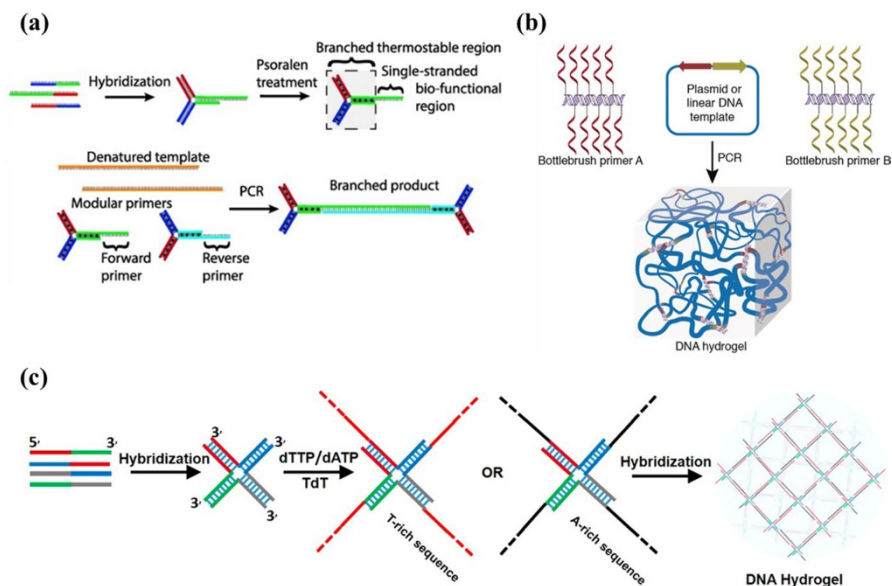 (a)
Hybridization
Psoralen
treatment
Branched thermostable region
Single-stranded
bio-functional
region
Denatured template
Modular primers
PCR
Branched product
Forward
primer
Reverse
primer
(b)
Bottlebrush primer A
Plasmid or
linear DNA
template
PCR
Bottlebrush primer B
DNA hydrogel
(c)
5' 3'
Hybridization
3'
3'
3'
3'
dTTP/dATP
TdT
T-rich sequence
OR
A-rich sequence
Hybridization
DNA Hydrogel